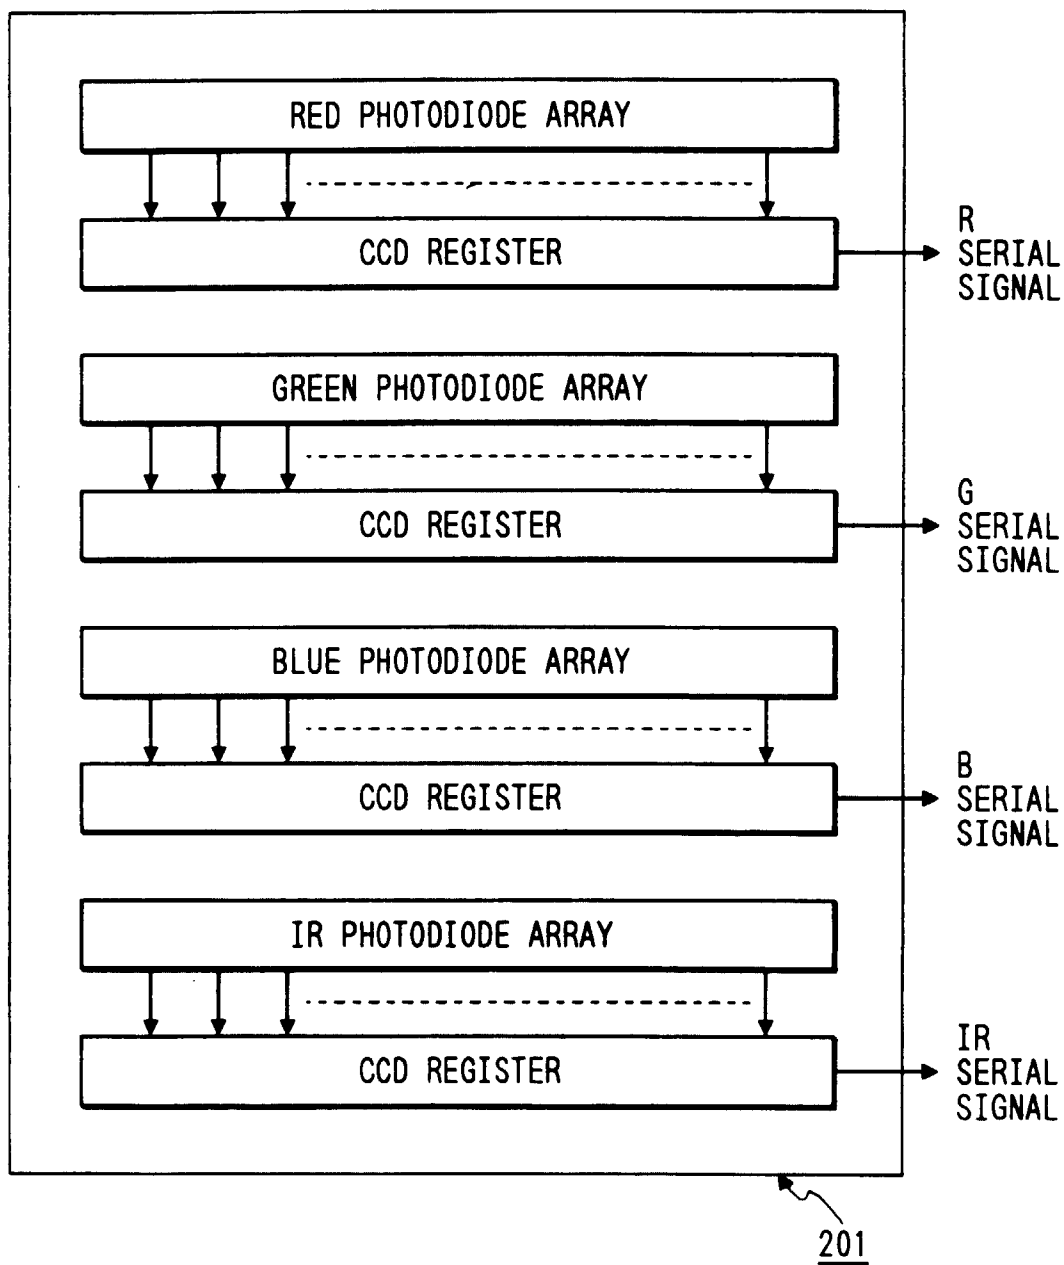 RED PHOTODIODE ARRAY
CCD REGISTER
R
SERIAL
SIGNAL
GREEN PHOTODIODE ARRAY
CCD REGISTER
G
SERIAL
SIGNAL
BLUE PHOTODIODE ARRAY
CCD REGISTER
B
SERIAL
SIGNAL
IR PHOTODIODE ARRAY
CCD REGISTER
IR
SERIAL
SIGNAL
201